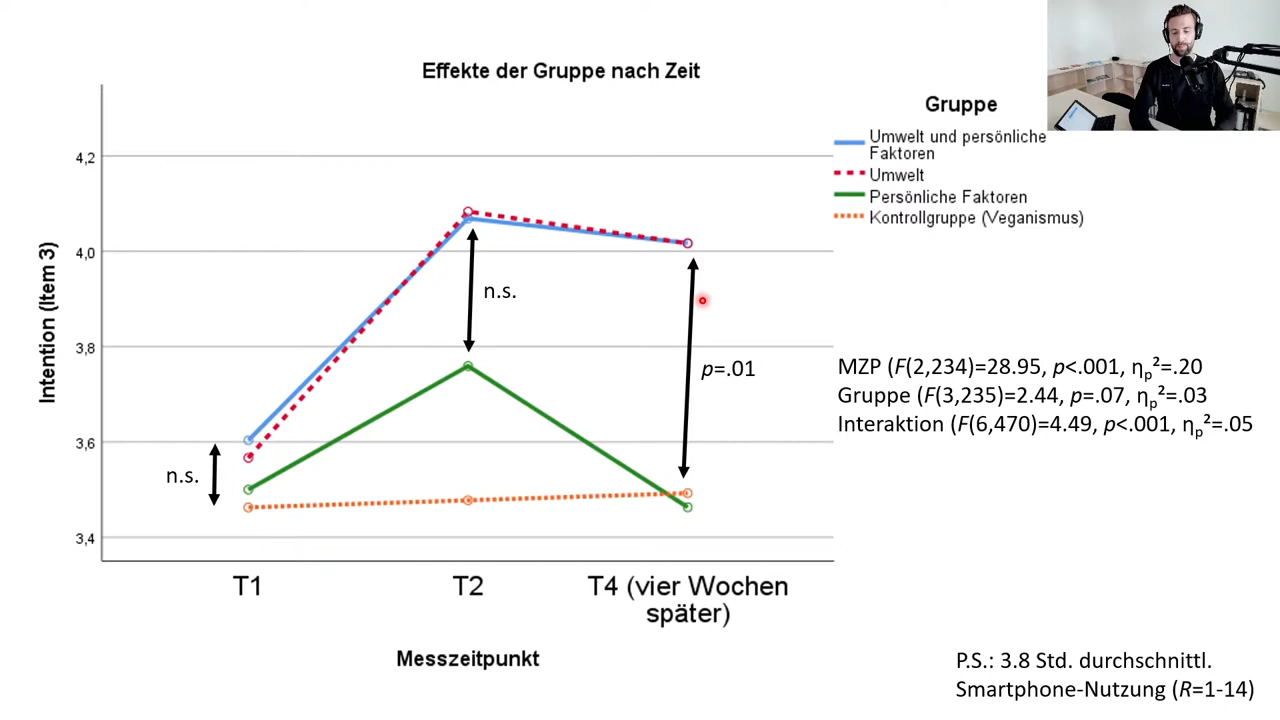 Effekte der Gruppe nach Zeit
Gruppe
Umwelt und persönliche
Faktoren
Umwelt
Persönliche Faktoren
Kontrollgruppe (Veganismus)
Intention (Item 3)
4,2
4,0
3,8
3,6
3,4
n.s.
n.s.
p=.01
MZP (F(2,234)=28.95, p<.001, ηp²=.20
Gruppe (F(3,235)=2.44, p=.07, ηp²=.03
Interaktion (F(6,470)=4.49, p<.001, ηp²=.05
T1
T2
T4 (vier Wochen
später)
Messzeitpunkt
P.S.: 3.8 Std. durchschnittl.
Smartphone-Nutzung (R=1-14)